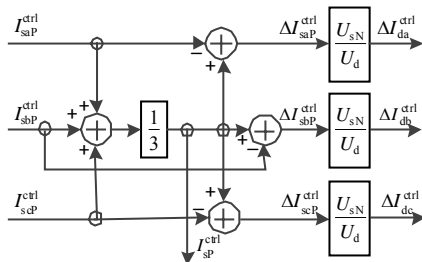 I_saP^ctrl − + ΔI_saP^ctrl U_sN / U_d ΔI_da^ctrl
+ +
I_sbP^ctrl + + + 1/3 + + − ΔI_sbP^ctrl U_sN / U_d ΔI_db^ctrl
+ +
I_scP^ctrl − + ΔI_scP^ctrl U_sN / U_d ΔI_dc^ctrl
I_sP^ctrl